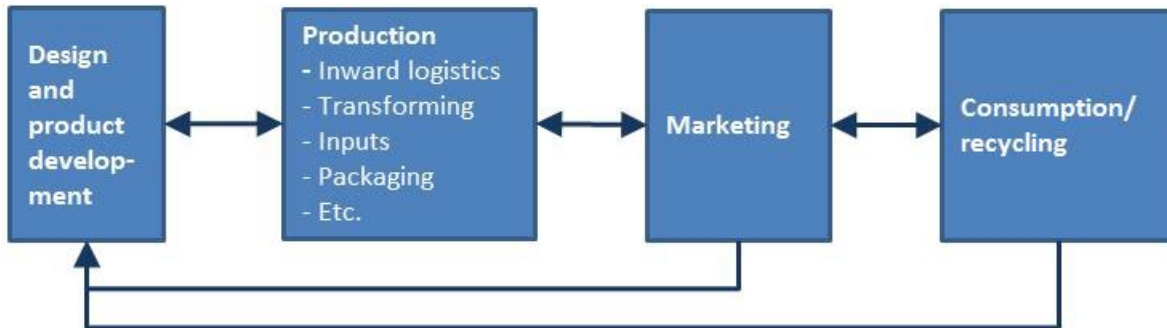 Design
and
product
develop-
ment
Production
- Inward logistics
- Transforming
- Inputs
- Packaging
- Etc.
Marketing
Consumption/
recycling